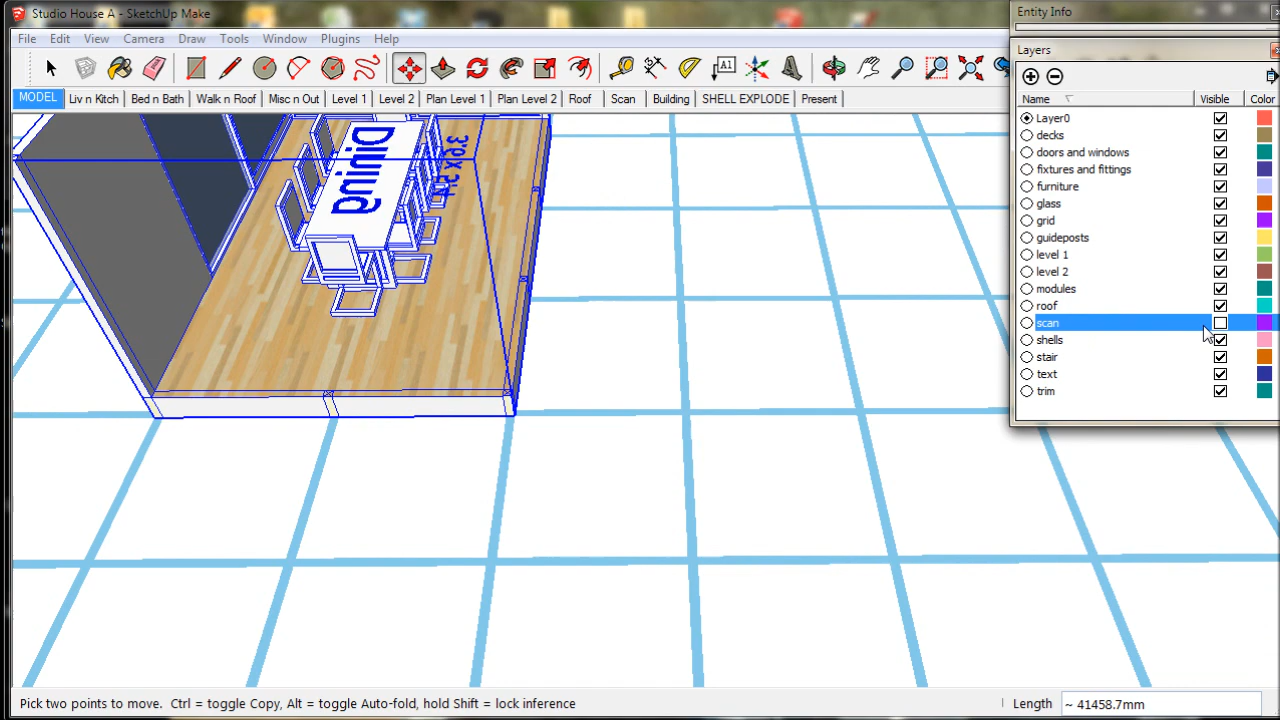 Studio House A - SketchUp Make
File Edit View Camera Draw Tools Window Plugins Help
MODEL Liv n Kitch Bed n Bath Walk n Roof Misc n Out Level 1 Level 2 Plan Level 1 Plan Level 2 Roof Scan Building SHELL EXPLODE Present
Dining
Entity Info
Layers
Name Visible Color
Layer0
decks
doors and windows
fixtures and fittings
furniture
glass
grid
guideposts
level 1
level 2
modules
roof
scan
shells
stair
text
trim
Pick two points to move. Ctrl = toggle Copy, Alt = toggle Auto-fold, hold Shift = lock inference
Length ~ 41458.7mm